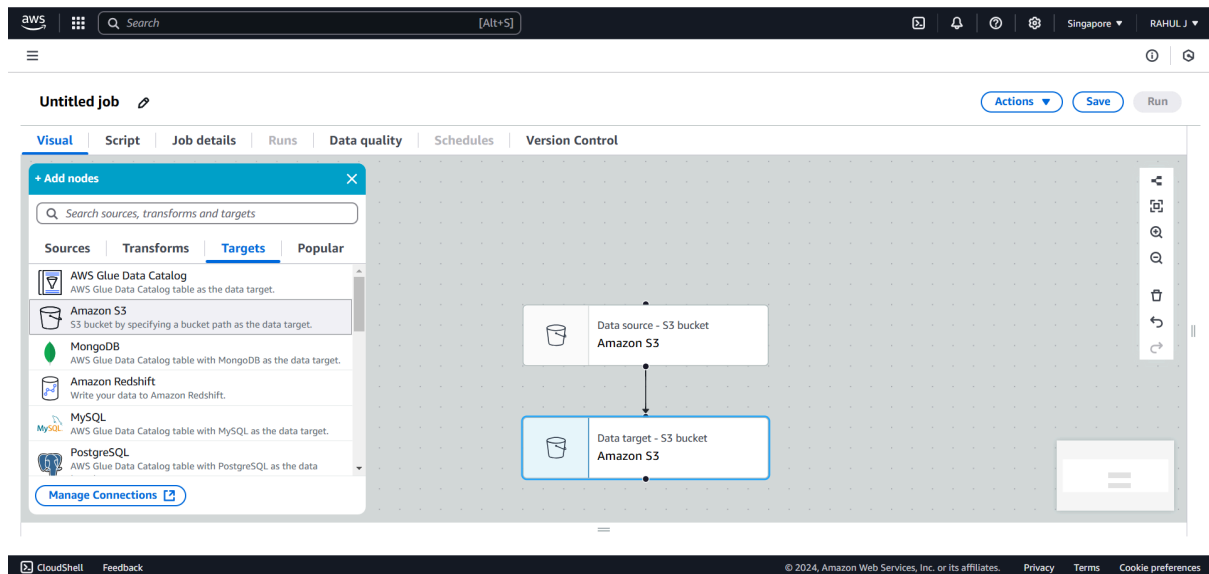 aws Search [Alt+S] Singapore ▼ RAHUL J ▼
Untitled job Actions ▼ Save Run
Visual Script Job details Runs Data quality Schedules Version Control
+ Add nodes
Search sources, transforms and targets
Sources Transforms Targets Popular
AWS Glue Data Catalog
AWS Glue Data Catalog table as the data target.
Amazon S3
S3 bucket by specifying a bucket path as the data target.
MongoDB
AWS Glue Data Catalog table with MongoDB as the data target.
Amazon Redshift
Write your data to Amazon Redshift.
MySQL
MySQL
AWS Glue Data Catalog table with MySQL as the data target.
PostgreSQL
AWS Glue Data Catalog table with PostgreSQL as the data
Manage Connections
Data source - S3 bucket
Amazon S3
Data target - S3 bucket
Amazon S3
CloudShell Feedback © 2024, Amazon Web Services, Inc. or its affiliates. Privacy Terms Cookie preferences